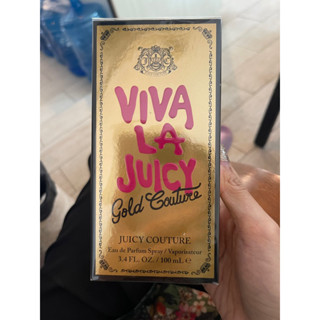 VIVA
LA
JUICY
Gold Couture
JUICY COUTURE
Eau de Parfum Spray / Vaporisateur
3.4 FL. OZ. / 100 mL ℮